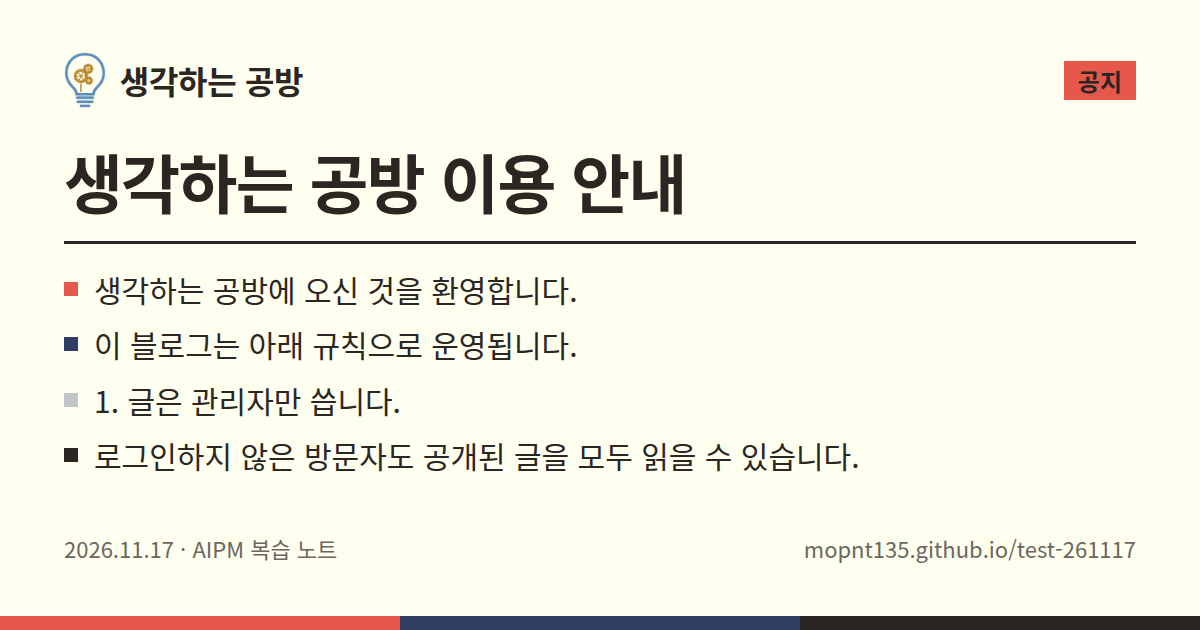 생각하는 공방
공지
생각하는 공방 이용 안내
생각하는 공방에 오신 것을 환영합니다.
이 블로그는 아래 규칙으로 운영됩니다.
1. 글은 관리자만 씁니다.
로그인하지 않은 방문자도 공개된 글을 모두 읽을 수 있습니다.
2026.11.17 · AIPM 복습 노트
mopnt135.github.io/test-261117